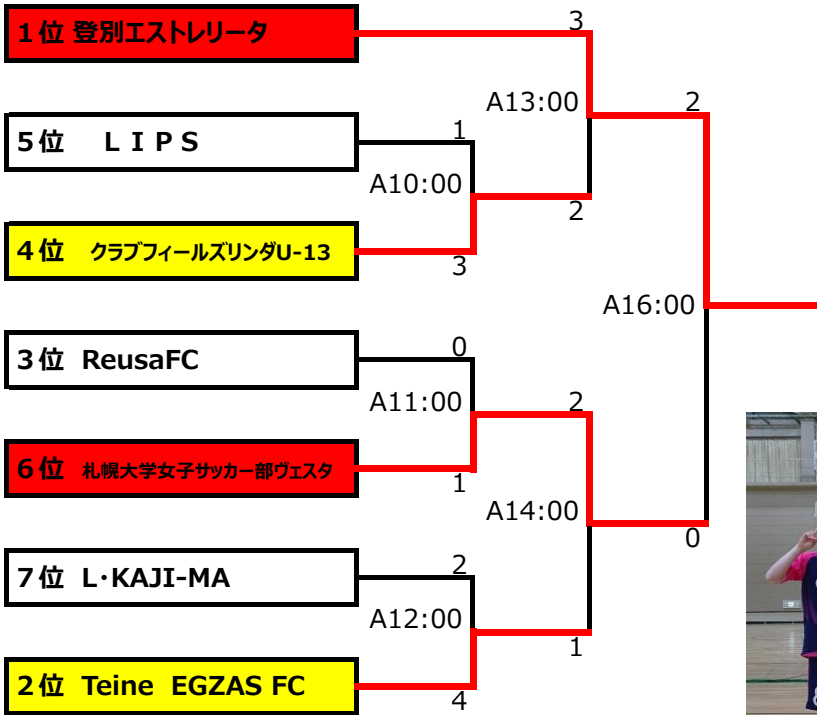 1位 登別エストレリータ
3
A13:00
2
5位 ＬＩＰＳ
1
A10:00
2
4位 クラブフィールズリンダU-13
3
A16:00
3位 ReusaFC
0
A11:00
2
6位 札幌大学女子サッカー部ヴェスタ
1
A14:00
0
7位 L･KAJI-MA
2
A12:00
1
2位 Teine EGZAS FC
4